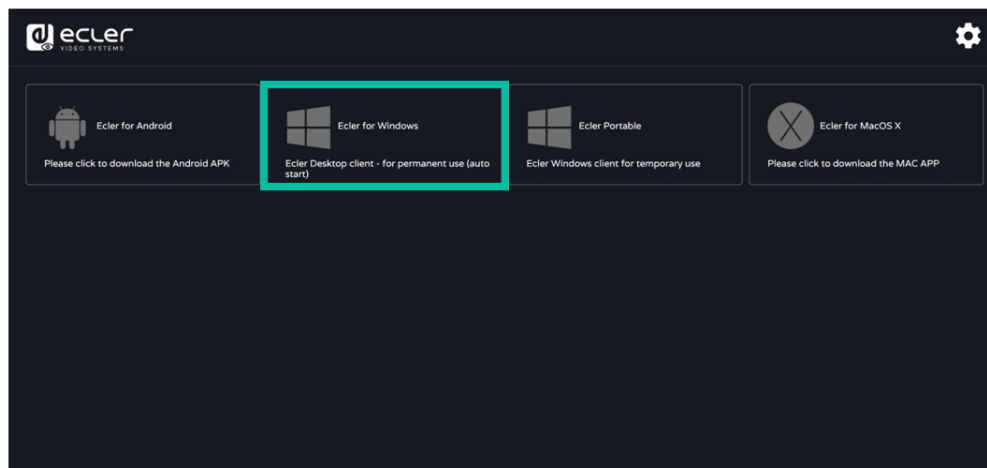 ecler
VIDEO SYSTEMS
Ecler for Android
Please click to download the Android APK
Ecler for Windows
Ecler Desktop client - for permanent use (auto
start)
Ecler Portable
Ecler Windows client for temporary use
Ecler for MacOS X
Please click to download the MAC APP